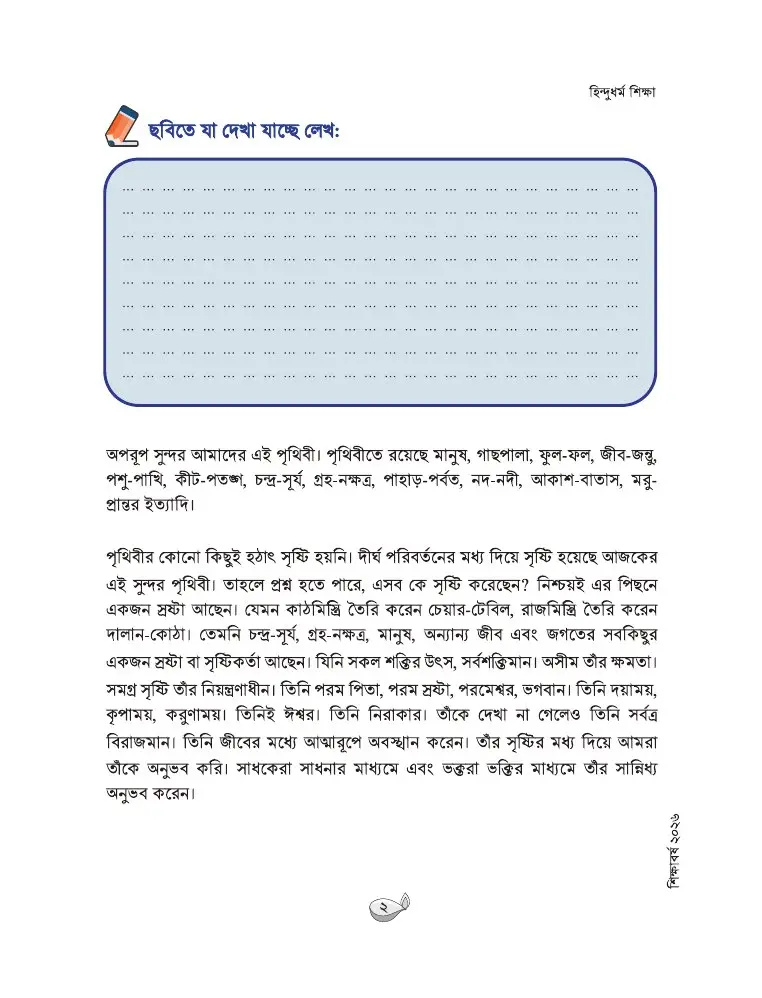 হিন্দুধর্ম শিক্ষা
ছবিতে যা দেখা যাচ্ছে লেখ:
... ... ... ... ... ... ... ... ... ... ... ... ... ... ... ... ... ... ... ... ... ... ... ... ... ...
... ... ... ... ... ... ... ... ... ... ... ... ... ... ... ... ... ... ... ... ... ... ... ... ... ...
... ... ... ... ... ... ... ... ... ... ... ... ... ... ... ... ... ... ... ... ... ... ... ... ... ...
... ... ... ... ... ... ... ... ... ... ... ... ... ... ... ... ... ... ... ... ... ... ... ... ... ...
... ... ... ... ... ... ... ... ... ... ... ... ... ... ... ... ... ... ... ... ... ... ... ... ... ...
... ... ... ... ... ... ... ... ... ... ... ... ... ... ... ... ... ... ... ... ... ... ... ... ... ...
... ... ... ... ... ... ... ... ... ... ... ... ... ... ... ... ... ... ... ... ... ... ... ... ... ...
... ... ... ... ... ... ... ... ... ... ... ... ... ... ... ... ... ... ... ... ... ... ... ... ... ...
... ... ... ... ... ... ... ... ... ... ... ... ... ... ... ... ... ... ... ... ... ... ... ... ... ...
অপরূপ সুন্দর আমাদের এই পৃথিবী। পৃথিবীতে রয়েছে মানুষ, গাছপালা, ফুল-ফল, জীব-জন্তু,
পশু-পাখি, কীট-পতঙ্গ, চন্দ্র-সূর্য, গ্রহ-নক্ষত্র, পাহাড়-পর্বত, নদ-নদী, আকাশ-বাতাস, মরু-
প্রান্তর ইত্যাদি।
পৃথিবীর কোনো কিছুই হঠাৎ সৃষ্টি হয়নি। দীর্ঘ পরিবর্তনের মধ্য দিয়ে সৃষ্টি হয়েছে আজকের
এই সুন্দর পৃথিবী। তাহলে প্রশ্ন হতে পারে, এসব কে সৃষ্টি করেছেন? নিশ্চয়ই এর পিছনে
একজন স্রষ্টা আছেন। যেমন কাঠমিস্ত্রি তৈরি করেন চেয়ার-টেবিল, রাজমিস্ত্রি তৈরি করেন
দালান-কোঠা। তেমনি চন্দ্র-সূর্য, গ্রহ-নক্ষত্র, মানুষ, অন্যান্য জীব এবং জগতের সবকিছুর
একজন স্রষ্টা বা সৃষ্টিকর্তা আছেন। যিনি সকল শক্তির উৎস, সর্বশক্তিমান। অসীম তাঁর ক্ষমতা।
সমগ্র সৃষ্টি তাঁর নিয়ন্ত্রণাধীন। তিনি পরম পিতা, পরম স্রষ্টা, পরমেশ্বর, ভগবান। তিনি দয়াময়,
কৃপাময়, করুণাময়। তিনিই ঈশ্বর। তিনি নিরাকার। তাঁকে দেখা না গেলেও তিনি সর্বত্র
বিরাজমান। তিনি জীবের মধ্যে আত্মারূপে অবস্থান করেন। তাঁর সৃষ্টির মধ্য দিয়ে আমরা
তাঁকে অনুভব করি। সাধকেরা সাধনার মাধ্যমে এবং ভক্তরা ভক্তির মাধ্যমে তাঁর সান্নিধ্য
অনুভব করেন।
শিক্ষাবর্ষ ২০২৬
২